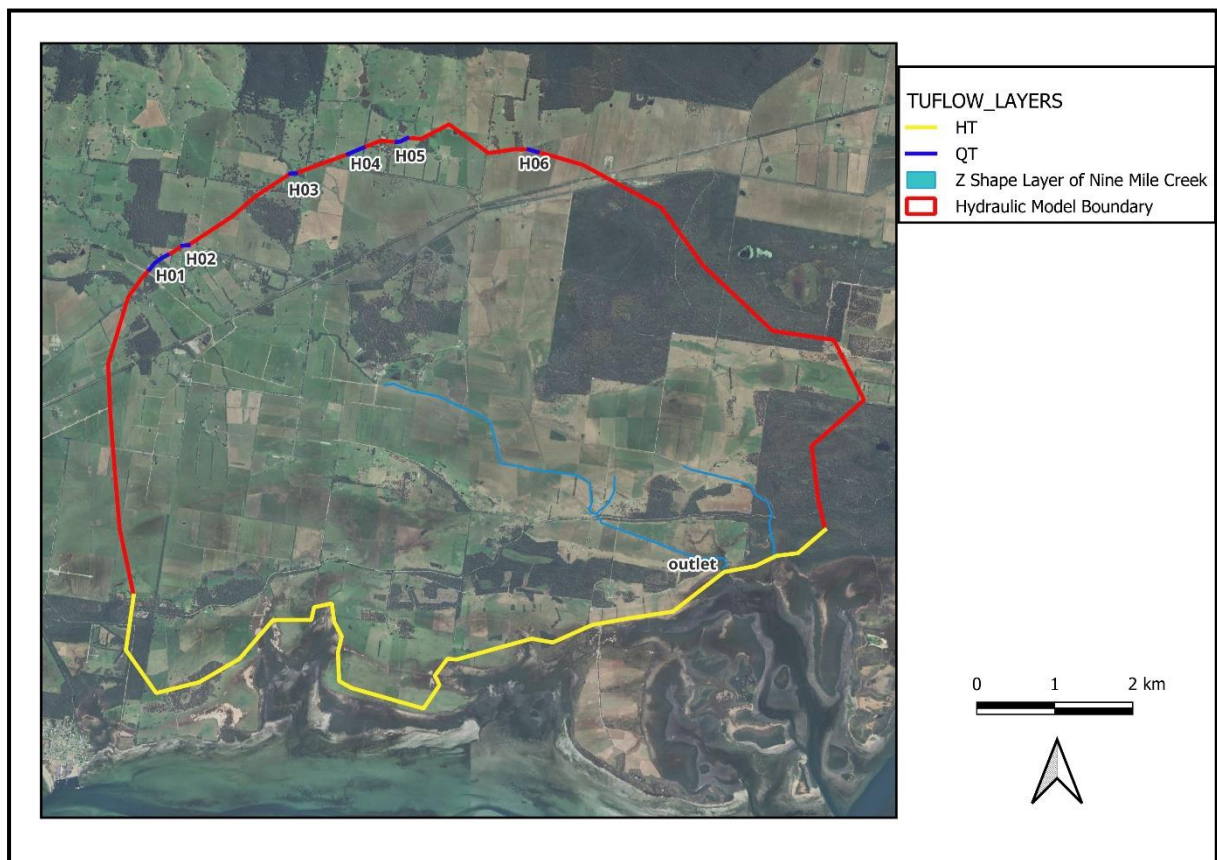 TUFLOW_LAYERS
HT
QT
Z Shape Layer of Nine Mile Creek
Hydraulic Model Boundary
H05
H04
H06
H03
H02
H01
outlet
0 1 2 km